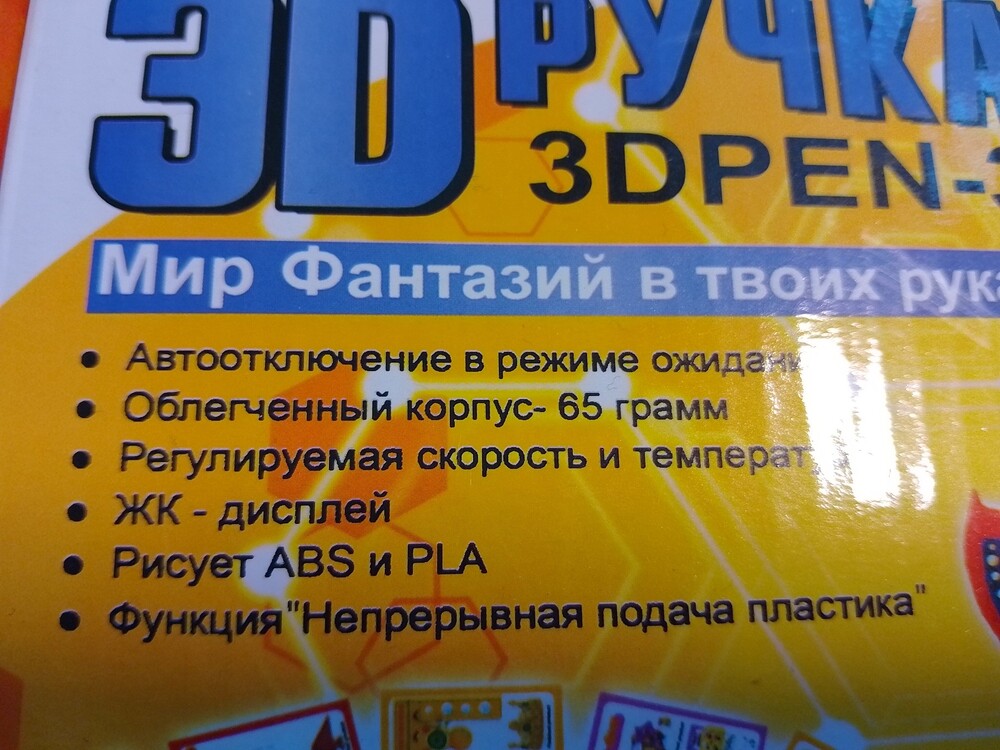 3D РУЧКА
3DPEN-
Мир Фантазий в твоих
• Автоотключение в режиме
• Облегченный корпус- 65 грамм
• Регулируемая скорость и
• ЖК - дисплей
• Рисует ABS и PLA
• Функция"Непрерывная подача пластика"